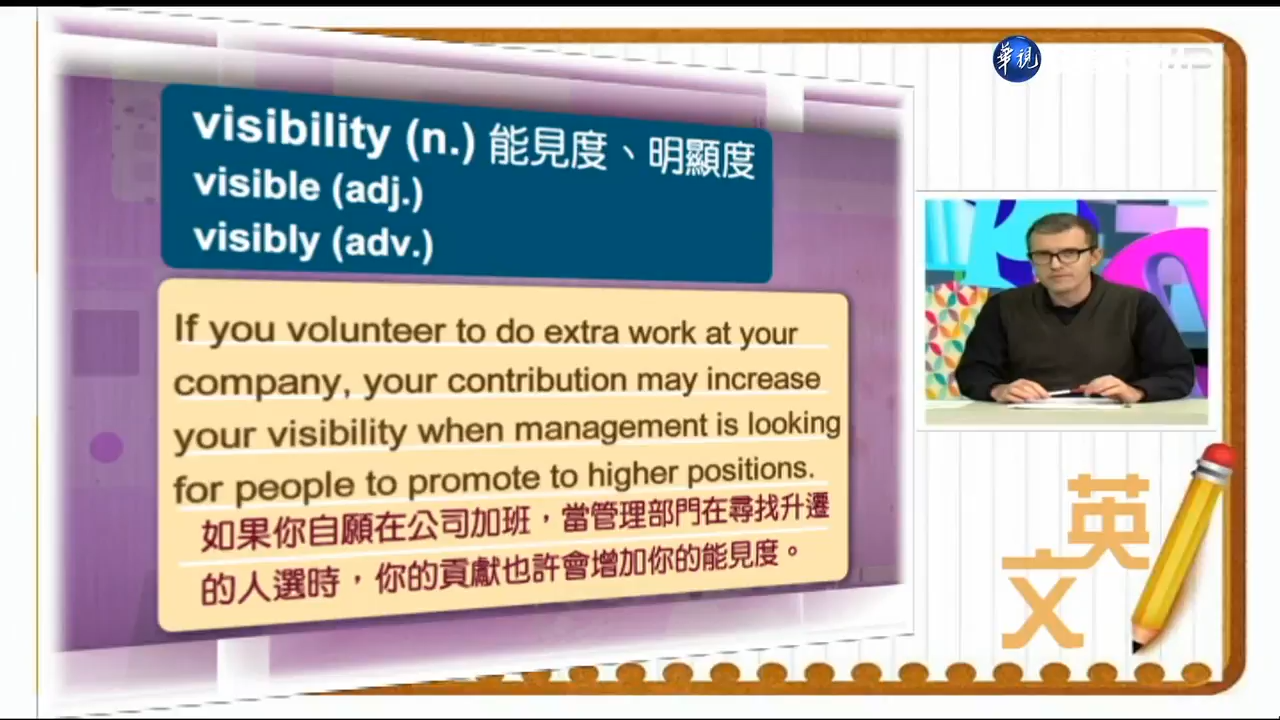 華視
visibility (n.) 能見度、明顯度
visible (adj.)
visibly (adv.)
If you volunteer to do extra work at your
company, your contribution may increase
your visibility when management is looking
for people to promote to higher positions.
如果你自願在公司加班，當管理部門在尋找升遷
的人選時，你的貢獻也許會增加你的能見度。
英
文